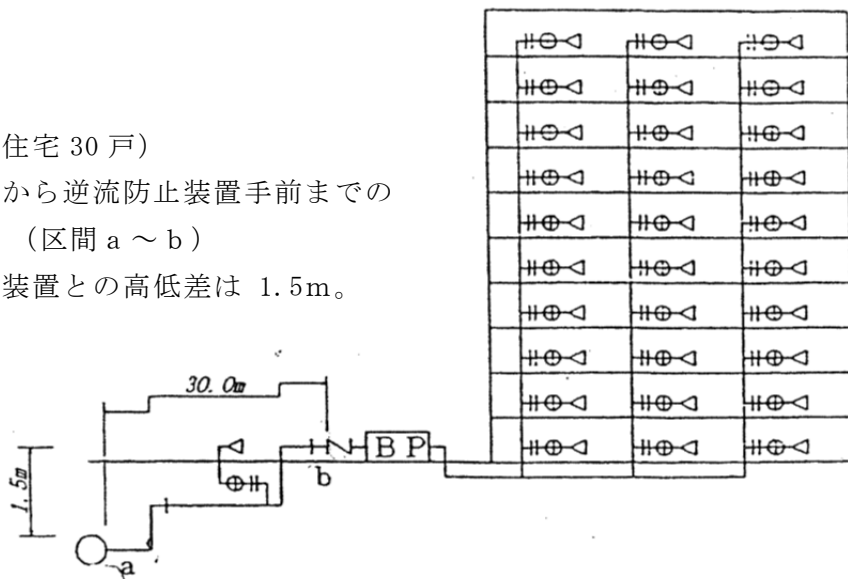 住宅 30 戸)
から逆流防止装置手前までの
(区間 a ~ b)
装置との高低差は 1.5m。
30.0m
1.5m
B P
b
a